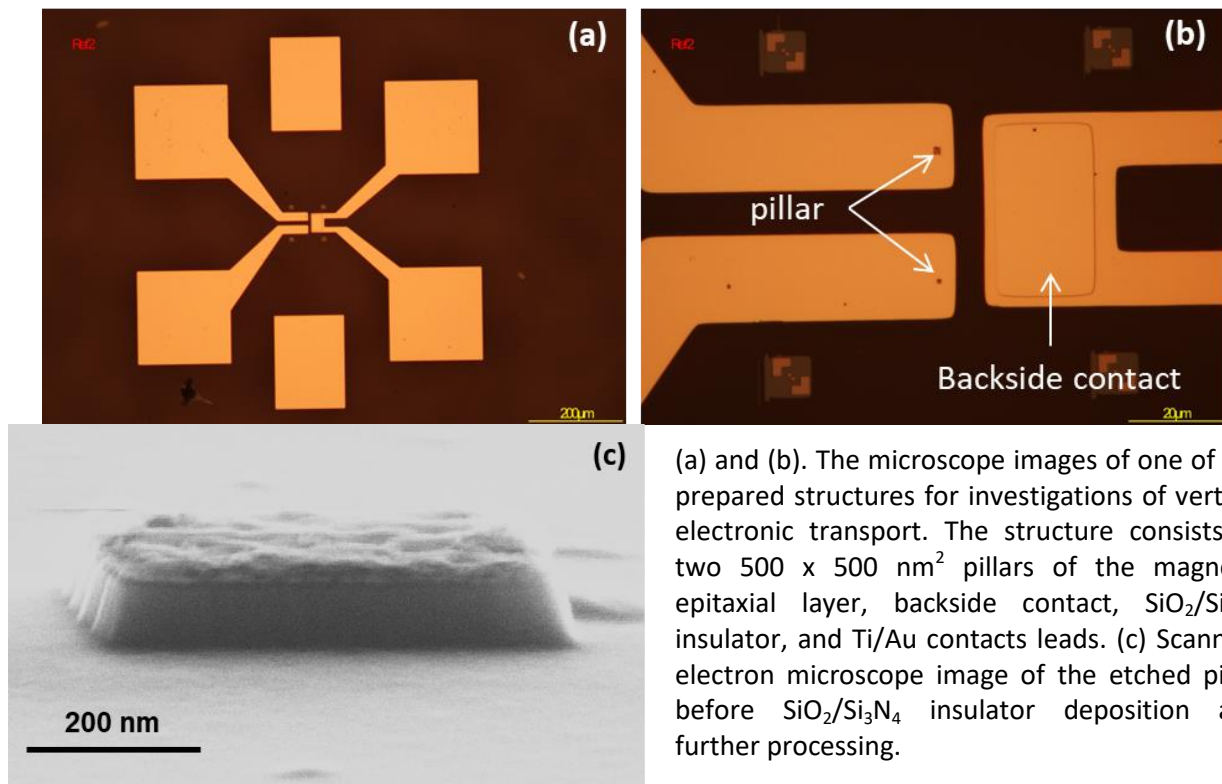 Ref2
(a)
200µm
Ref2
(b)
pillar
Backside contact
20µm
(c)
200 nm
(a) and (b). The microscope images of one of
prepared structures for investigations of vert
electronic transport. The structure consists
two 500 x 500 nm² pillars of the magne
epitaxial layer, backside contact, SiO₂/Si
insulator, and Ti/Au contacts leads. (c) Scann
electron microscope image of the etched pi
before SiO₂/Si₃N₄ insulator deposition a
further processing.